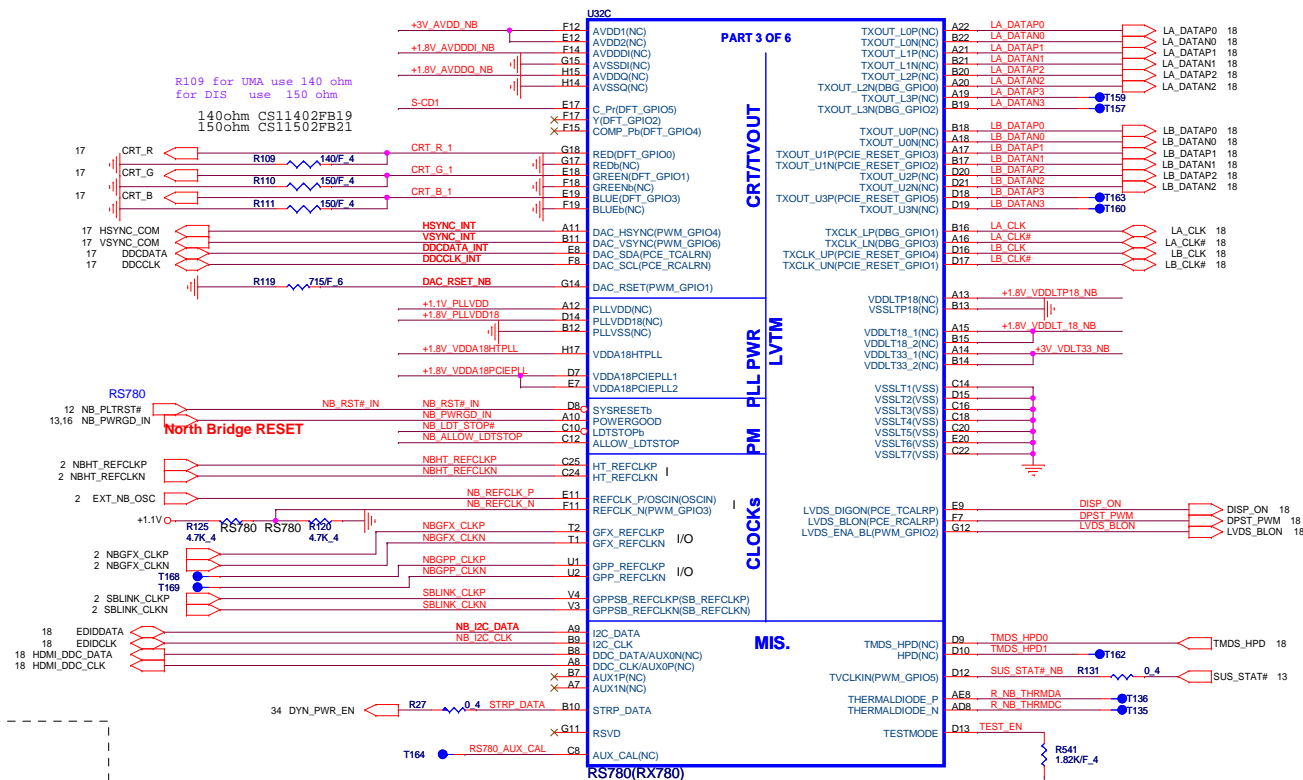 U32C
PART 3 OF 6
CRT/TVOUT
PLL PWR
LVTM
PM
CLOCKs
MIS.
RS780(RX780)
R109 for UMA use 140 ohm
for DIS use 150 ohm
140ohm CS11402FB19
150ohm CS11502FB21
+3V_AVDD_NB F12 AVDD1(NC)
E12 AVDD2(NC)
+1.8V_AVDDDI_NB F14 AVDDDI(NC)
G15 AVSSDI(NC)
+1.8V_AVDDQ_NB H15 AVDDQ(NC)
H14 AVSSQ(NC)
S-CD1 E17 C_Pr(DFT_GPIO5)
F17 Y(DFT_GPIO2)
F15 COMP_Pb(DFT_GPIO4)
17 CRT_R CRT_R_1 G18 RED(DFT_GPIO0)
R109 140/F_4 G17 REDb(NC)
17 CRT_G CRT_G_1 E18 GREEN(DFT_GPIO1)
R110 150/F_4 F18 GREENb(NC)
17 CRT_B CRT_B_1 E19 BLUE(DFT_GPIO3)
R111 150/F_4 F19 BLUEb(NC)
17 HSYNC_COM HSYNC_INT A11 DAC_HSYNC(PWM_GPIO4)
17 VSYNC_COM VSYNC_INT B11 DAC_VSYNC(PWM_GPIO6)
17 DDCDATA DDCDATA_INT E8 DAC_SDA(PCE_TCALRN)
17 DDCCLK DDCCLK_INT F8 DAC_SCL(PCE_RCALRN)
R119 715/F_6 DAC_RSET_NB G14 DAC_RSET(PWM_GPIO1)
+1.1V_PLLVDD A12 PLLVDD(NC)
+1.8V_PLLVDD18 D14 PLLVDD18(NC)
B12 PLLVSS(NC)
+1.8V_VDDA18HTPLL H17 VDDA18HTPLL
+1.8V_VDDA18PCIEPLL D7 VDDA18PCIEPLL1
E7 VDDA18PCIEPLL2
RS780
12 NB_PLTRST# NB_RST#_IN NB_RST#_IN D8 SYSRESETb
13,16 NB_PWRGD_IN NB_PWRGD_IN A10 POWERGOOD
North Bridge RESET
NB_LDT_STOP# C10 LDTSTOPb
NB_ALLOW_LDTSTOP C12 ALLOW_LDTSTOP
2 NBHT_REFCLKP NBHT_REFCLKP C25 HT_REFCLKP I
2 NBHT_REFCLKN NBHT_REFCLKN C24 HT_REFCLKN
2 EXT_NB_OSC NB_REFCLK_P E11 REFCLK_P/OSCIN(OSCIN) I
NB_REFCLK_N F11 REFCLK_N(PWM_GPIO3)
+1.1V R125 4.7K_4 RS780 RS780 R120 4.7K_4
2 NBGFX_CLKP NBGFX_CLKP T2 GFX_REFCLKP I/O
2 NBGFX_CLKN NBGFX_CLKN T1 GFX_REFCLKN
T168 NBGPP_CLKP U1 GPP_REFCLKP I/O
T169 NBGPP_CLKN U2 GPP_REFCLKN
2 SBLINK_CLKP SBLINK_CLKP V4 GPPSB_REFCLKP(SB_REFCLKP)
2 SBLINK_CLKN SBLINK_CLKN V3 GPPSB_REFCLKN(SB_REFCLKN)
18 EDIDDATA NB_I2C_DATA A9 I2C_DATA
18 EDIDCLK NB_I2C_CLK B9 I2C_CLK
18 HDMI_DDC_DATA B8 DDC_DATA/AUX0N(NC)
18 HDMI_DDC_CLK A8 DDC_CLK/AUX0P(NC)
B7 AUX1P(NC)
A7 AUX1N(NC)
34 DYN_PWR_EN R27 0_4 STRP_DATA B10 STRP_DATA
G11 RSVD
T164 RS780_AUX_CAL C8 AUX_CAL(NC)
TXOUT_L0P(NC) A22 LA_DATAP0 LA_DATAP0 18
TXOUT_L0N(NC) B22 LA_DATAN0 LA_DATAN0 18
TXOUT_L1P(NC) A21 LA_DATAP1 LA_DATAP1 18
TXOUT_L1N(NC) B21 LA_DATAN1 LA_DATAN1 18
TXOUT_L2P(NC) B20 LA_DATAP2 LA_DATAP2 18
TXOUT_L2N(DBG_GPIO0) A20 LA_DATAN2 LA_DATAN2 18
TXOUT_L3P(NC) A19 LA_DATAP3 T159
TXOUT_L3N(DBG_GPIO2) B19 LA_DATAN3 T157
TXOUT_U0P(NC) B18 LB_DATAP0 LB_DATAP0 18
TXOUT_U0N(NC) A18 LB_DATAN0 LB_DATAN0 18
TXOUT_U1P(PCIE_RESET_GPIO3) A17 LB_DATAP1 LB_DATAP1 18
TXOUT_U1N(PCIE_RESET_GPIO2) B17 LB_DATAN1 LB_DATAN1 18
TXOUT_U2P(NC) D20 LB_DATAP2 LB_DATAP2 18
TXOUT_U2N(NC) D21 LB_DATAN2 LB_DATAN2 18
TXOUT_U3P(PCIE_RESET_GPIO5) D18 LB_DATAP3 T163
TXOUT_U3N(NC) D19 LB_DATAN3 T160
TXCLK_LP(DBG_GPIO1) B16 LA_CLK LA_CLK 18
TXCLK_LN(DBG_GPIO3) A16 LA_CLK# LA_CLK# 18
TXCLK_UP(PCIE_RESET_GPIO4) D16 LB_CLK LB_CLK 18
TXCLK_UN(PCIE_RESET_GPIO1) D17 LB_CLK# LB_CLK# 18
VDDLTP18(NC) A13 +1.8V_VDDLTP18_NB
VSSLTP18(NC) B13
VDDLT18_1(NC) A15 +1.8V_VDDLT_18_NB
VDDLT18_2(NC) B15
VDDLT33_1(NC) A14 +3V_VDLT33_NB
VDDLT33_2(NC) B14
VSSLT1(VSS) C14
VSSLT2(VSS) D15
VSSLT3(VSS) C16
VSSLT4(VSS) C18
VSSLT5(VSS) C20
VSSLT6(VSS) E20
VSSLT7(VSS) C22
LVDS_DIGON(PCE_TCALRP) E9 DISP_ON DISP_ON 18
LVDS_BLON(PCE_RCALRP) F7 DPST_PWM DPST_PWM 18
LVDS_ENA_BL(PWM_GPIO2) G12 LVDS_BLON LVDS_BLON 18
TMDS_HPD(NC) D9 TMDS_HPD0 TMDS_HPD 18
HPD(NC) D10 TMDS_HPD1 T162
TVCLKIN(PWM_GPIO5) D12 SUS_STAT#_NB R131 0_4 SUS_STAT# 13
THERMALDIODE_P AE8 R_NB_THRMDA T136
THERMALDIODE_N AD8 R_NB_THRMDC T135
TESTMODE D13 TEST_EN
R541
1.82K/F_4